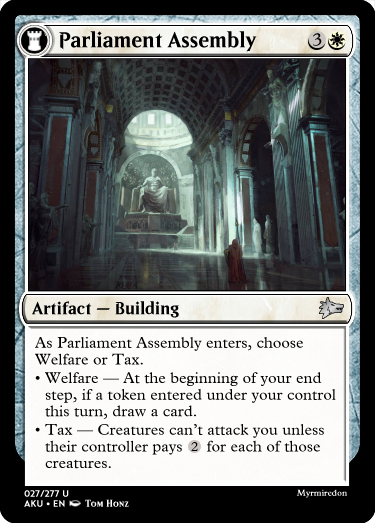 Parliament Assembly 3
Artifact — Building
As Parliament Assembly enters, choose
Welfare or Tax.
• Welfare — At the beginning of your end
step, if a token entered under your control
this turn, draw a card.
• Tax — Creatures can't attack you unless
their controller pays 2 for each of those
creatures.
027/277 U
Myrmiredon
AKU • EN Tom Honz